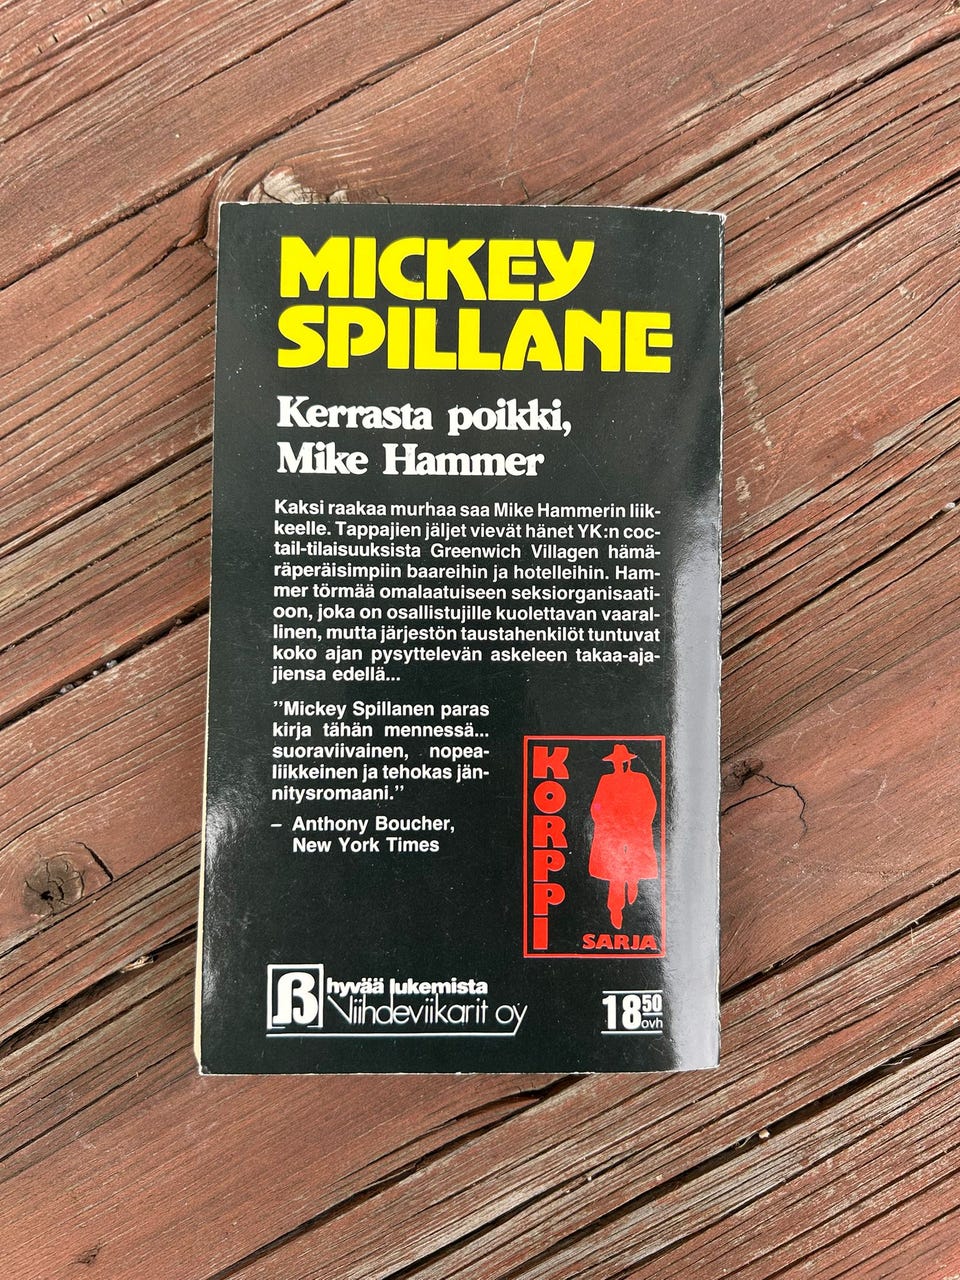 MICKEY
SPILLANE
Kerrasta poikki,
Mike Hammer
Kaksi raakaa murhaa saa Mike Hammerin liik-
keelle. Tappajien jäljet vievät hänet YK:n coc-
tail-tilaisuuksista Greenwich Villagen hämä-
räperäisimpiin baareihin ja hotelleihin. Ham-
mer törmää omalaatuiseen seksiorganisaati-
oon, joka on osallistujille kuolettavan vaaral-
linen, mutta järjestön taustahenkilöt tuntuvat
koko ajan pysyttelevän askeleen takaa-aja-
jiensa edellä...
''Mickey Spillanen paras
kirja tähän mennessä...
suoraviivainen, nopea-
liikkeinen ja tehokas jän-
nitysromaani.''
– Anthony Boucher,
New York Times
KORPPI
SARJA
hyvää lukemista
Viihdeviikarit oy
18 50
ovh